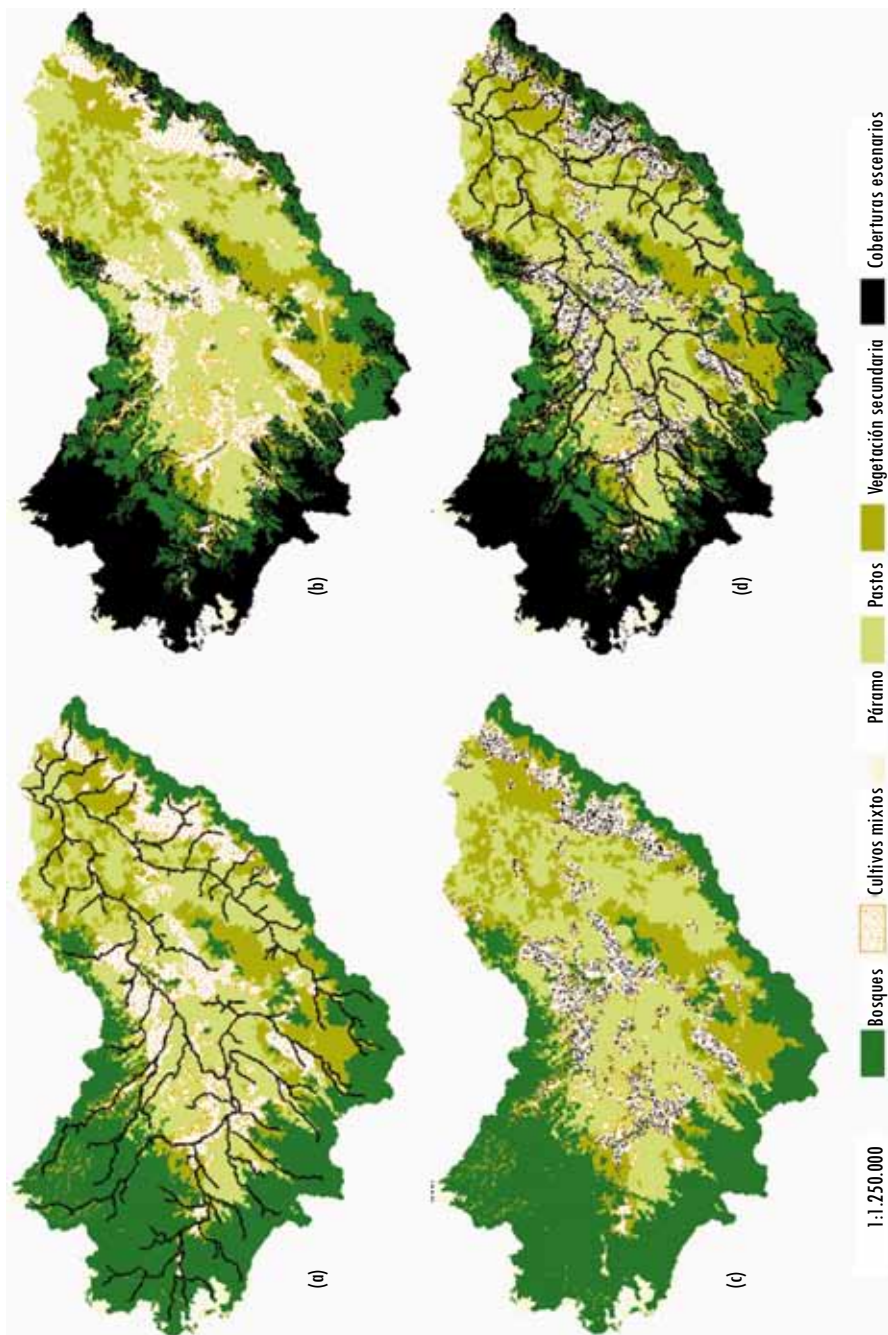 (a)
(b)
(c)
(d)
1:1.250.000
Bosques
Cultivos mixtos
Páramo
Pastos
Vegetación secundaria
Coberturas escenarios